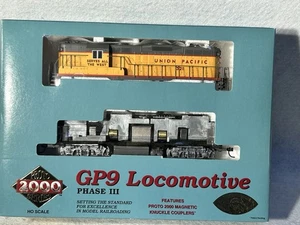 SERVES ALL
THE WEST
UNION PACIFIC
2000
HO SCALE
GP9 Locomotive
PHASE III
SETTING THE STANDARD
FOR EXCELLENCE
IN MODEL RAILROADING
FEATURES
PROTO 2000 MAGNETIC
KNUCKLE COUPLERS